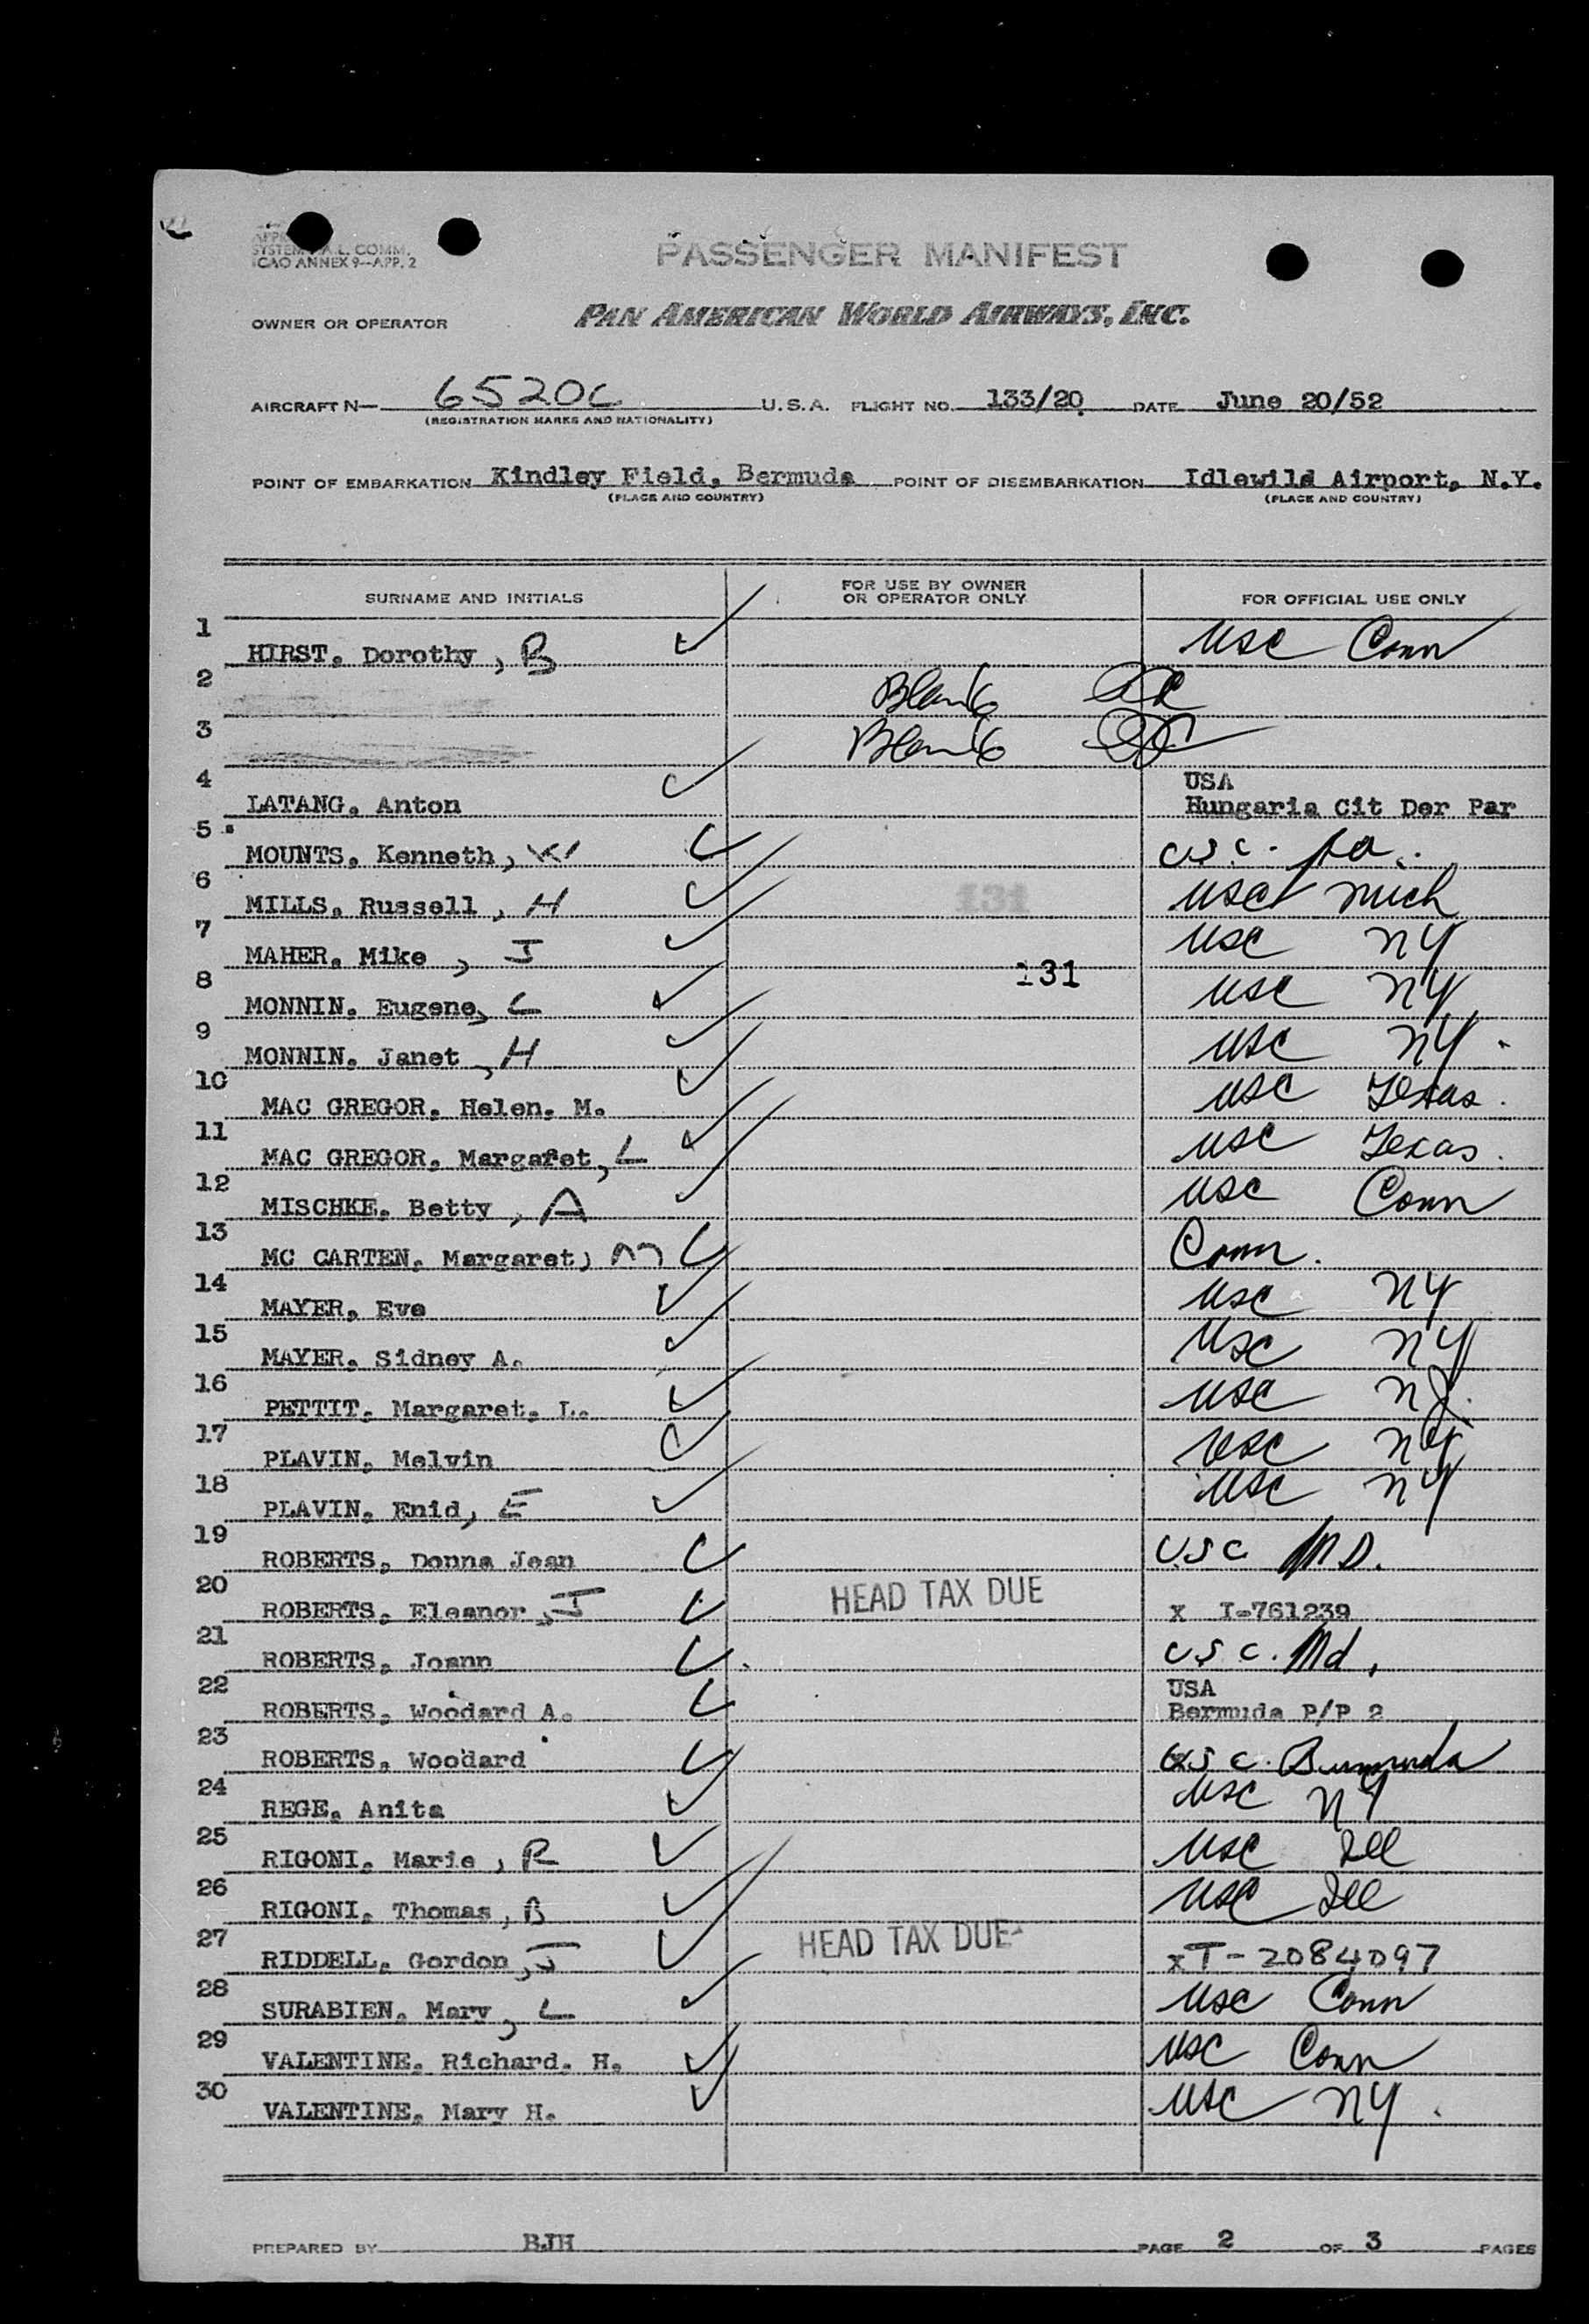 SYSTEM A.L. COMM.
ICAO ANNEX 9—APP. 2
PASSENGER MANIFEST
OWNER OR OPERATOR PAN AMERICAN WORLD AIRWAYS, INC.
AIRCRAFT N— 6520C U.S.A. FLIGHT NO. 133/20 DATE June 20/52
(REGISTRATION MARKS AND NATIONALITY)
POINT OF EMBARKATION Kindley Field, Bermuda POINT OF DISEMBARKATION Idlewild Airport, N.Y.
(PLACE AND COUNTRY) (PLACE AND COUNTRY)
SURNAME AND INITIALS FOR USE BY OWNER OR OPERATOR ONLY FOR OFFICIAL USE ONLY
1 HIRST, Dorothy, B USC Conn
2 Blank
3 Blank
4 LATANG, Anton USA Hungaria Cit Der Par
5 MOUNTS, Kenneth, W USC. Pa.
6 MILLS, Russell, H 131 USC Mich
7 MAHER, Mike, J USC NY
131
8 MONNIN, Eugene, L USC NY
9 MONNIN, Janet, H USC NY
10 MAC GREGOR, Helen, M. USC Texas.
11 MAC GREGOR, Margaret, L USC Texas.
12 MISCHKE, Betty, A USC Conn
13 MC CARTEN, Margaret, M Conn.
14 MAYER, Eve USC NY
15 MAYER, Sidney A. USC NY
16 PETTIT, Margaret, L. USC NJ.
17 PLAVIN, Melvin USC NY
18 PLAVIN, Enid, E USC NY
19 ROBERTS, Donna Jean USC MD.
20 ROBERTS, Eleanor, J HEAD TAX DUE x I-761239
21 ROBERTS, Joann USC. Md.
22 ROBERTS, Woodard A. USA Bermuda P/P 2
23 ROBERTS, Woodard USC. Bermuda
24 REGE, Anita USC NY
25 RIGONI, Marie, R USC Ill
26 RIGONI, Thomas, B USC Ill
27 RIDDELL, Gordon, J HEAD TAX DUE x T-2084097
28 SURABIEN, Mary, L USC Conn
29 VALENTINE, Richard. H. USC Conn
30 VALENTINE, Mary H. USC NY.
PREPARED BY BJH PAGE 2 OF 3 PAGES